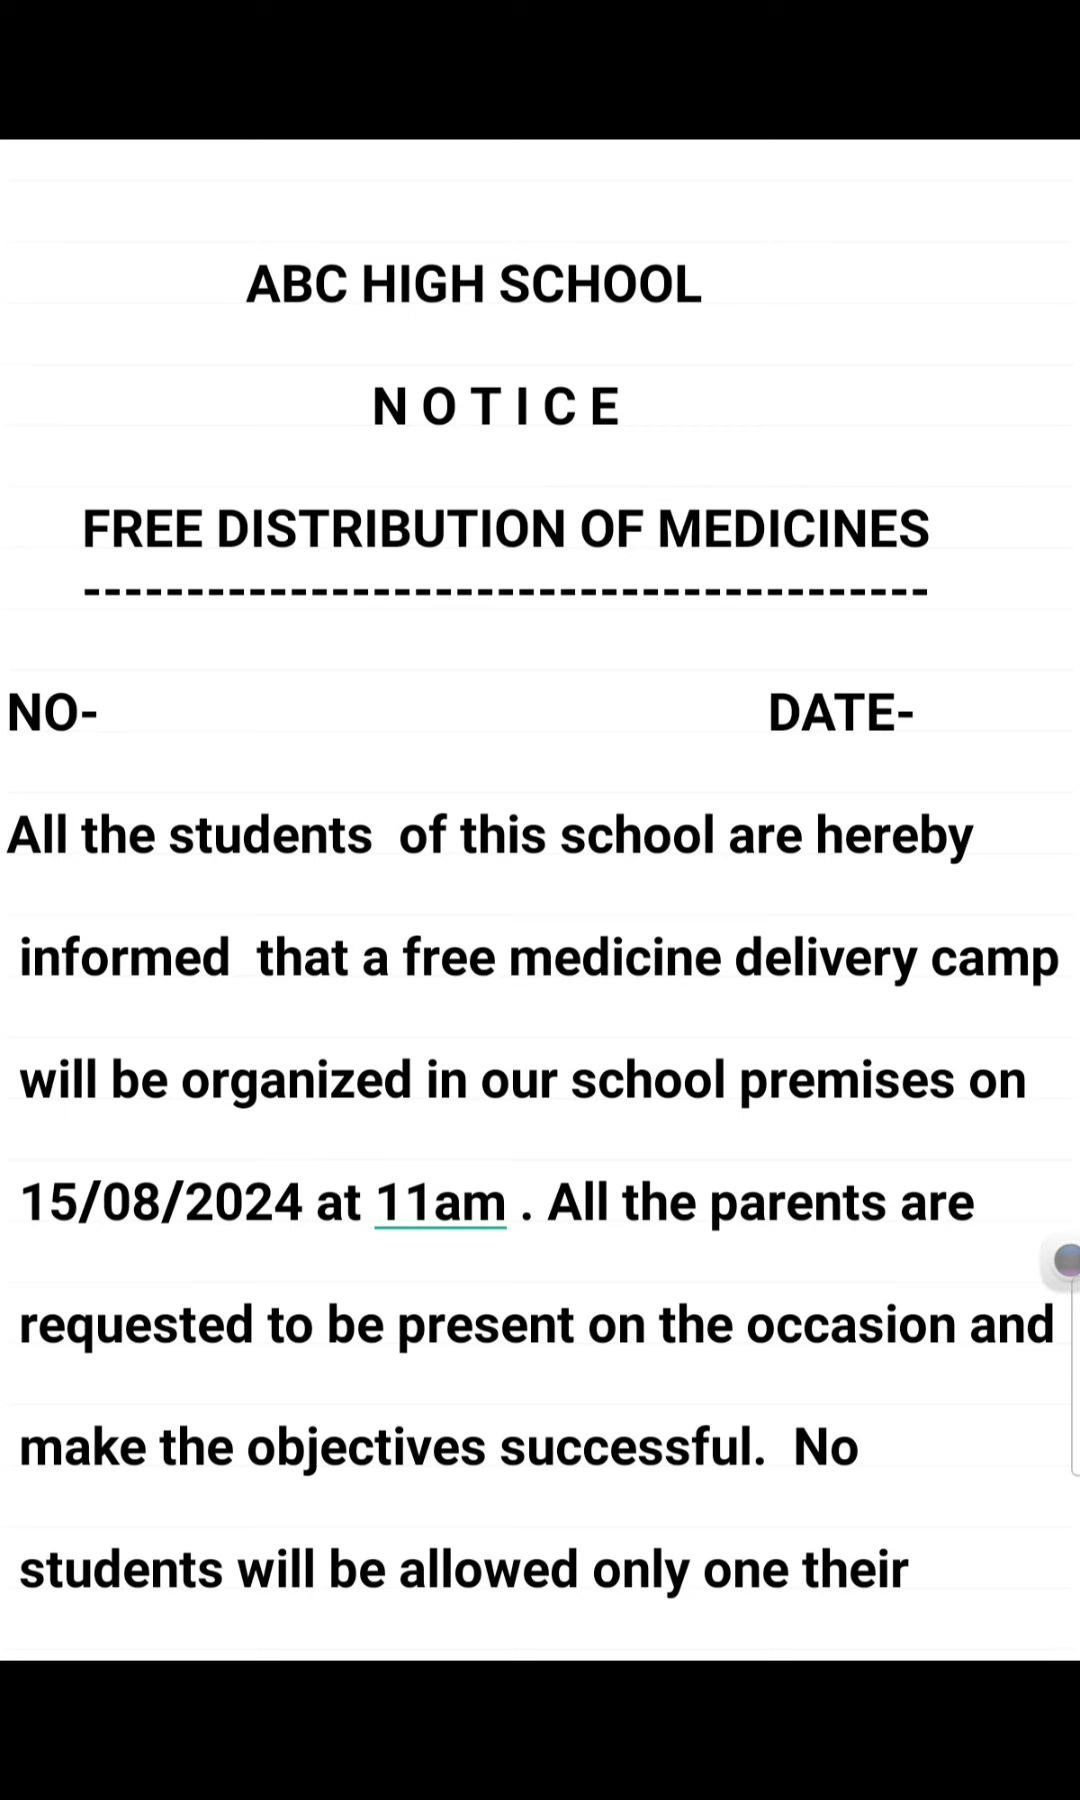 ABC HIGH SCHOOL
N O T I C E
FREE DISTRIBUTION OF MEDICINES
-----------------------------------------
NO- DATE-
All the students of this school are hereby
informed that a free medicine delivery camp
will be organized in our school premises on
15/08/2024 at 11am . All the parents are
requested to be present on the occasion and
make the objectives successful. No
students will be allowed only one their